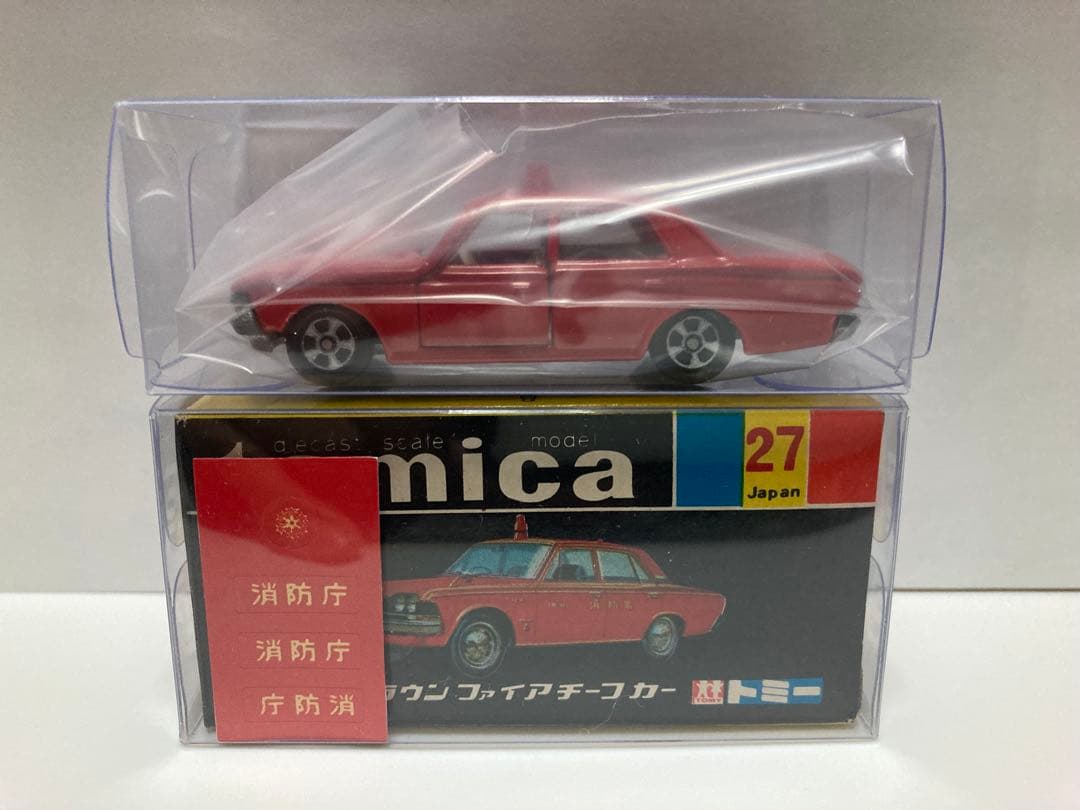 diecast scale model
mica
27
Japan
消防庁
消防庁
庁防消
ラウン ファイアチーフカー
TOMY
トミー